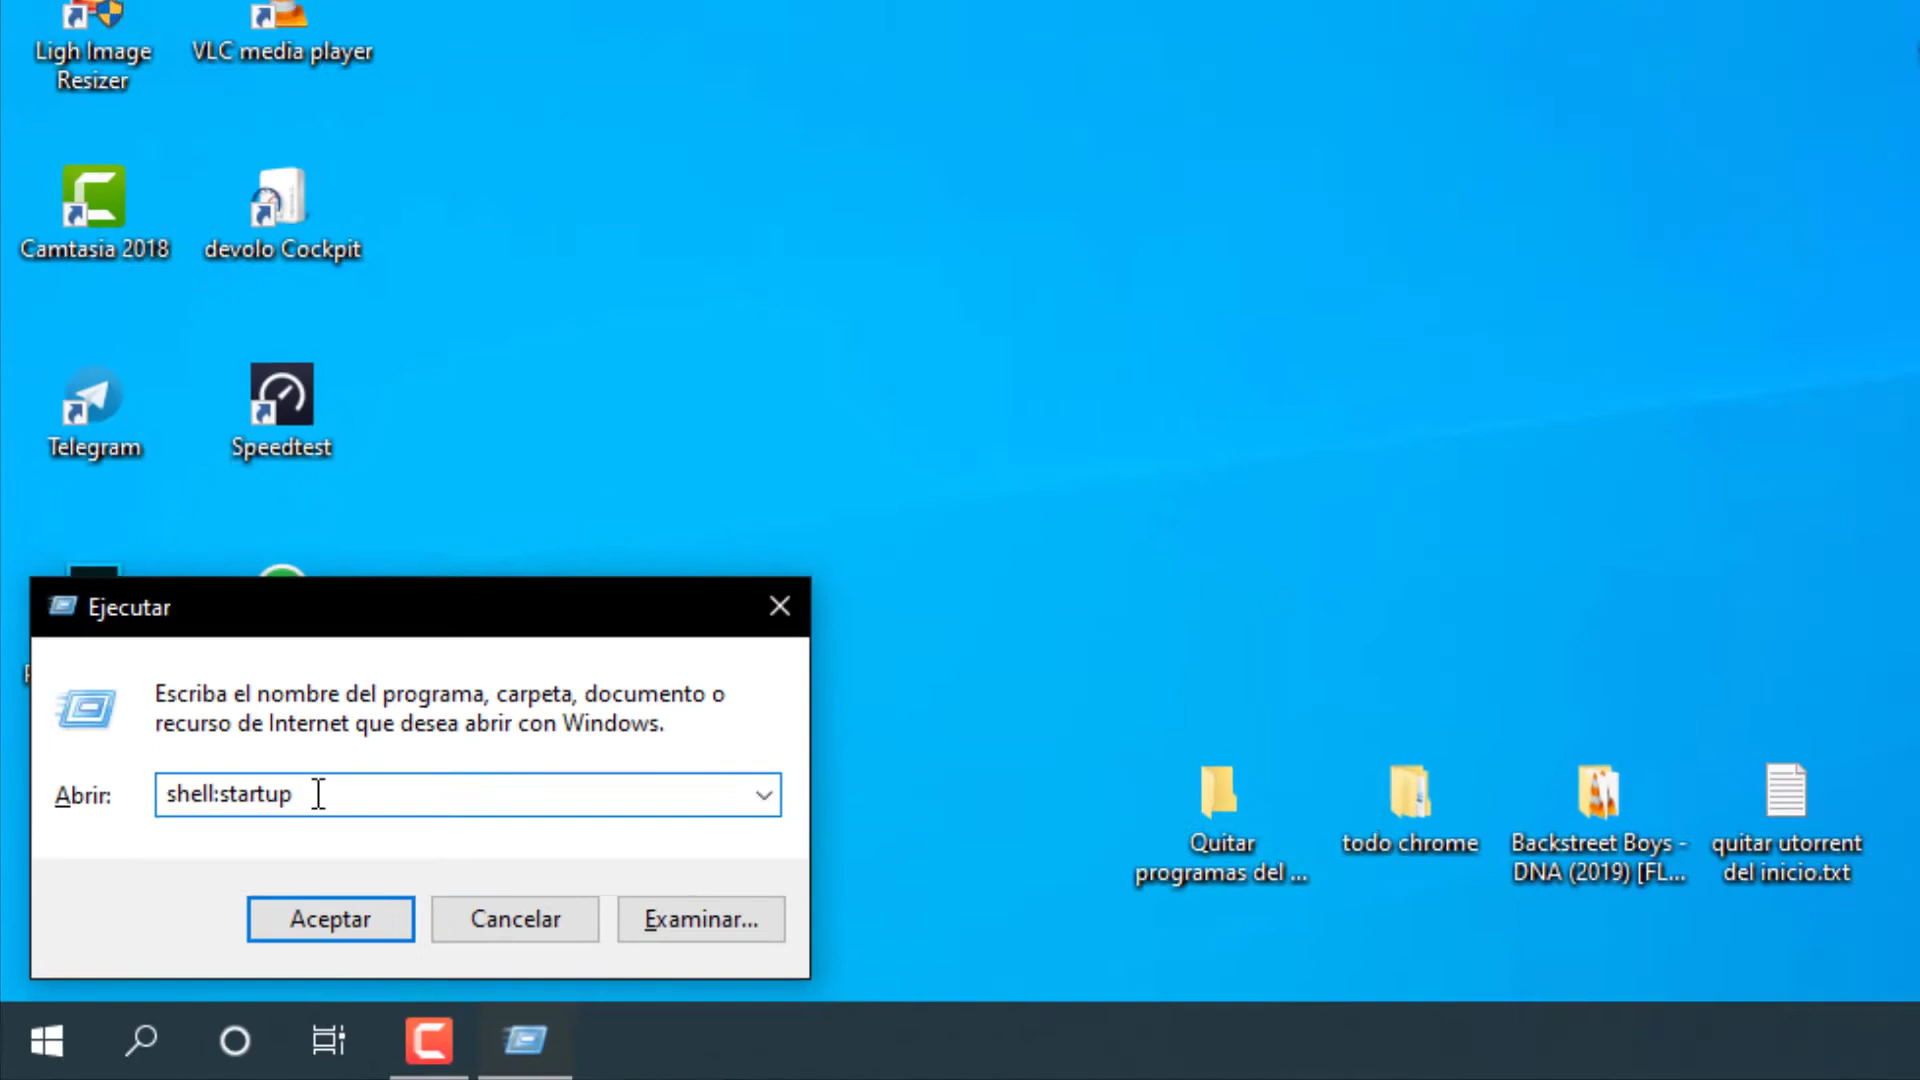 Ligh Image
Resizer
VLC media player
Camtasia 2018
devolo Cockpit
Telegram
Speedtest
Ejecutar
Escriba el nombre del programa, carpeta, documento o
recurso de Internet que desea abrir con Windows.
Abrir:
shell:startup
Aceptar
Cancelar
Examinar...
Quitar
programas del ...
todo chrome
Backstreet Boys -
DNA (2019) [FL...
quitar utorrent
del inicio.txt